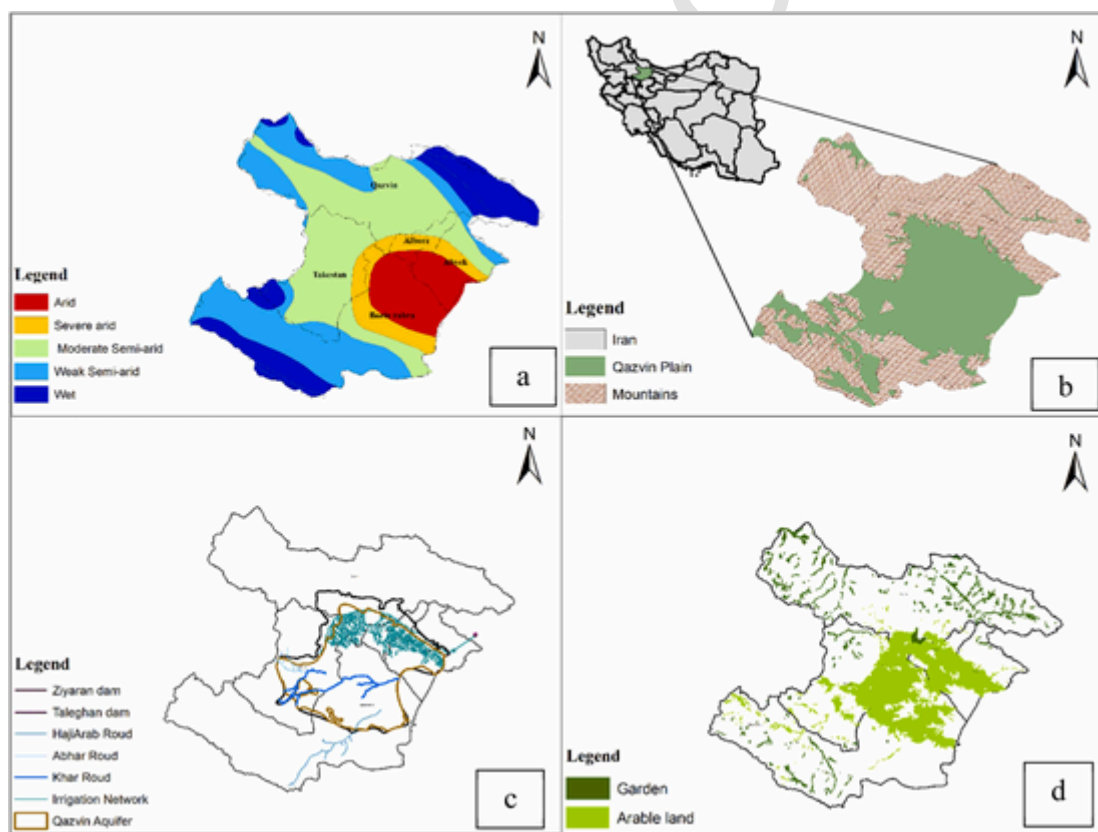 N
Qazvin
Alborz
Abyek
Takestan
Legend
Arid
Severe arid
Moderate Semi-arid
Weak Semi-arid
Wet
a
N
Legend
Iran
Qazvin Plain
Mountains
b
N
Legend
Ziyaran dam
Taleghan dam
HajiArab Roud
Abhar Roud
Khar Roud
Irrigation Network
Qazvin Aquifer
c
N
Legend
Garden
Arable land
d